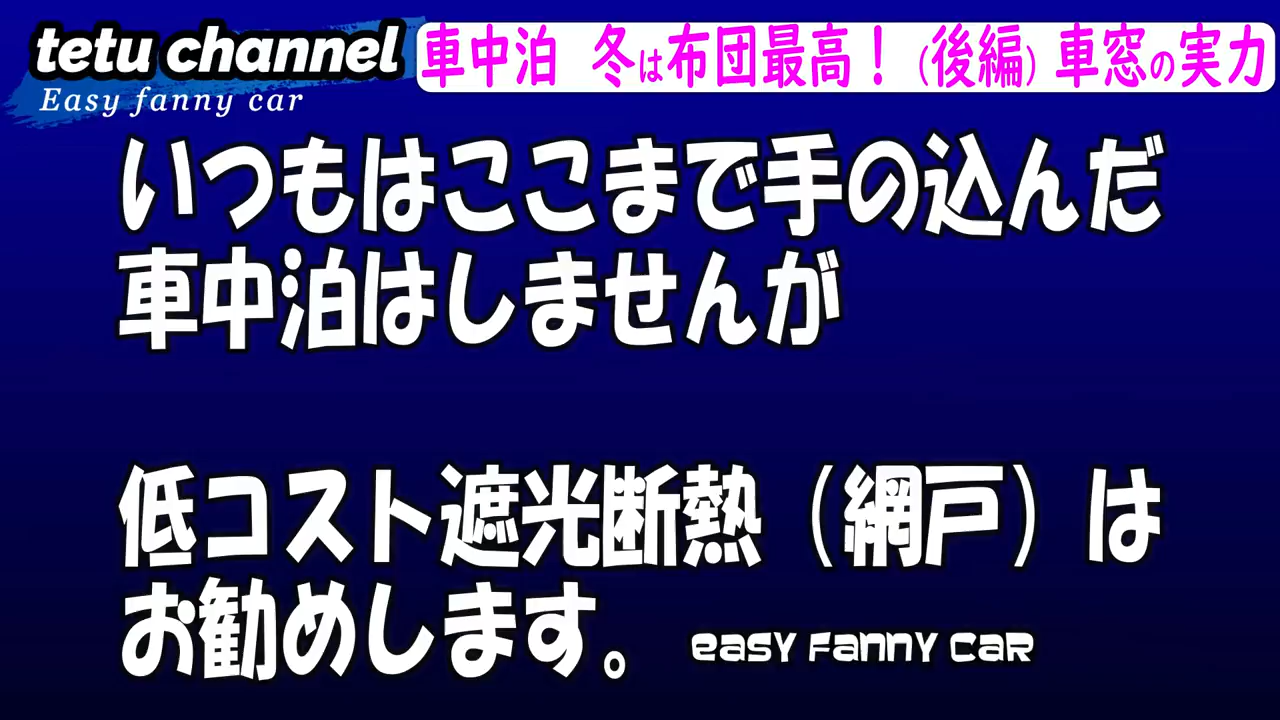 tetu channel
Easy fanny car
車中泊 冬は布団最高！（後編）車窓の実力
いつもはここまで手の込んだ
車中泊はしませんが
低コスト遮光断熱（網戸）は
お勧めします。
easy fanny car